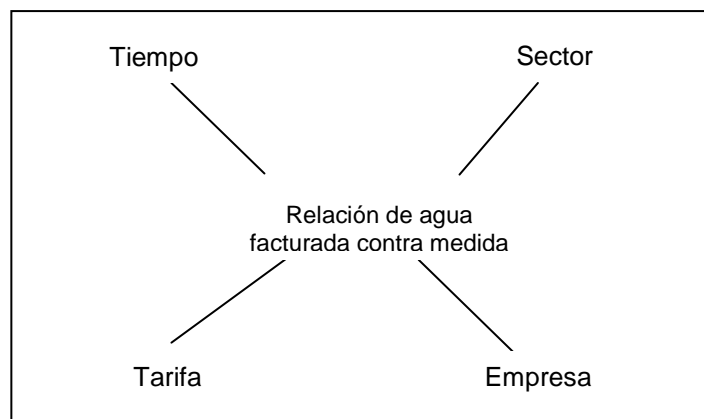 Tiempo
Sector
Relación de agua
facturada contra medida
Tarifa
Empresa